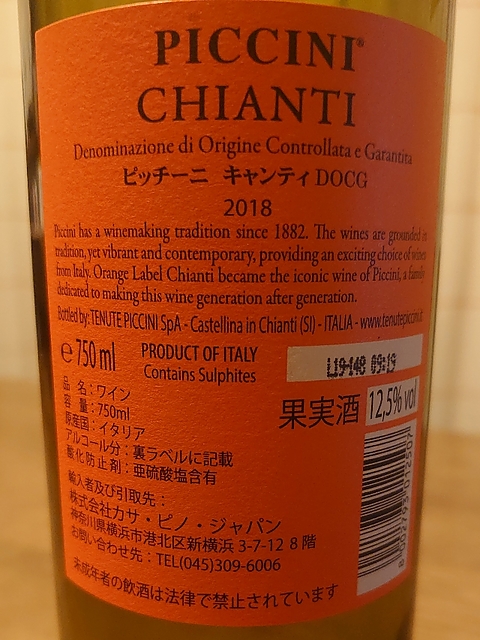 PICCINI®
CHIANTI
Denominazione di Origine Controllata e Garantita
ピッチーニ キャンティ DOCG
2018
Piccini has a winemaking tradition since 1882. The wines are grounded in
tradition, yet vibrant and contemporary, providing an exciting choice of wines
from Italy. Orange Label Chianti became the iconic wine of Piccini, a family
dedicated to making this wine generation after generation.
Bottled by: TENUTE PICCINI SpA - Castellina in Chianti (SI) - ITALIA - www.tenutepiccini.it
℮ 750 ml
PRODUCT OF ITALY
Contains Sulphites
L19-148 09:19
果実酒 12,5% vol
品 名：ワイン
容 量：750ml
原産国：イタリア
アルコール分：裏ラベルに記載
酸化防止剤：亜硫酸塩含有
輸入者及び引取先：
株式会社カサ・ピノ・ジャパン
神奈川県横浜市港北区新横浜 3-7-12 8 階
お問い合わせ先：TEL(045)309-6006
未成年者の飲酒は法律で禁止されています